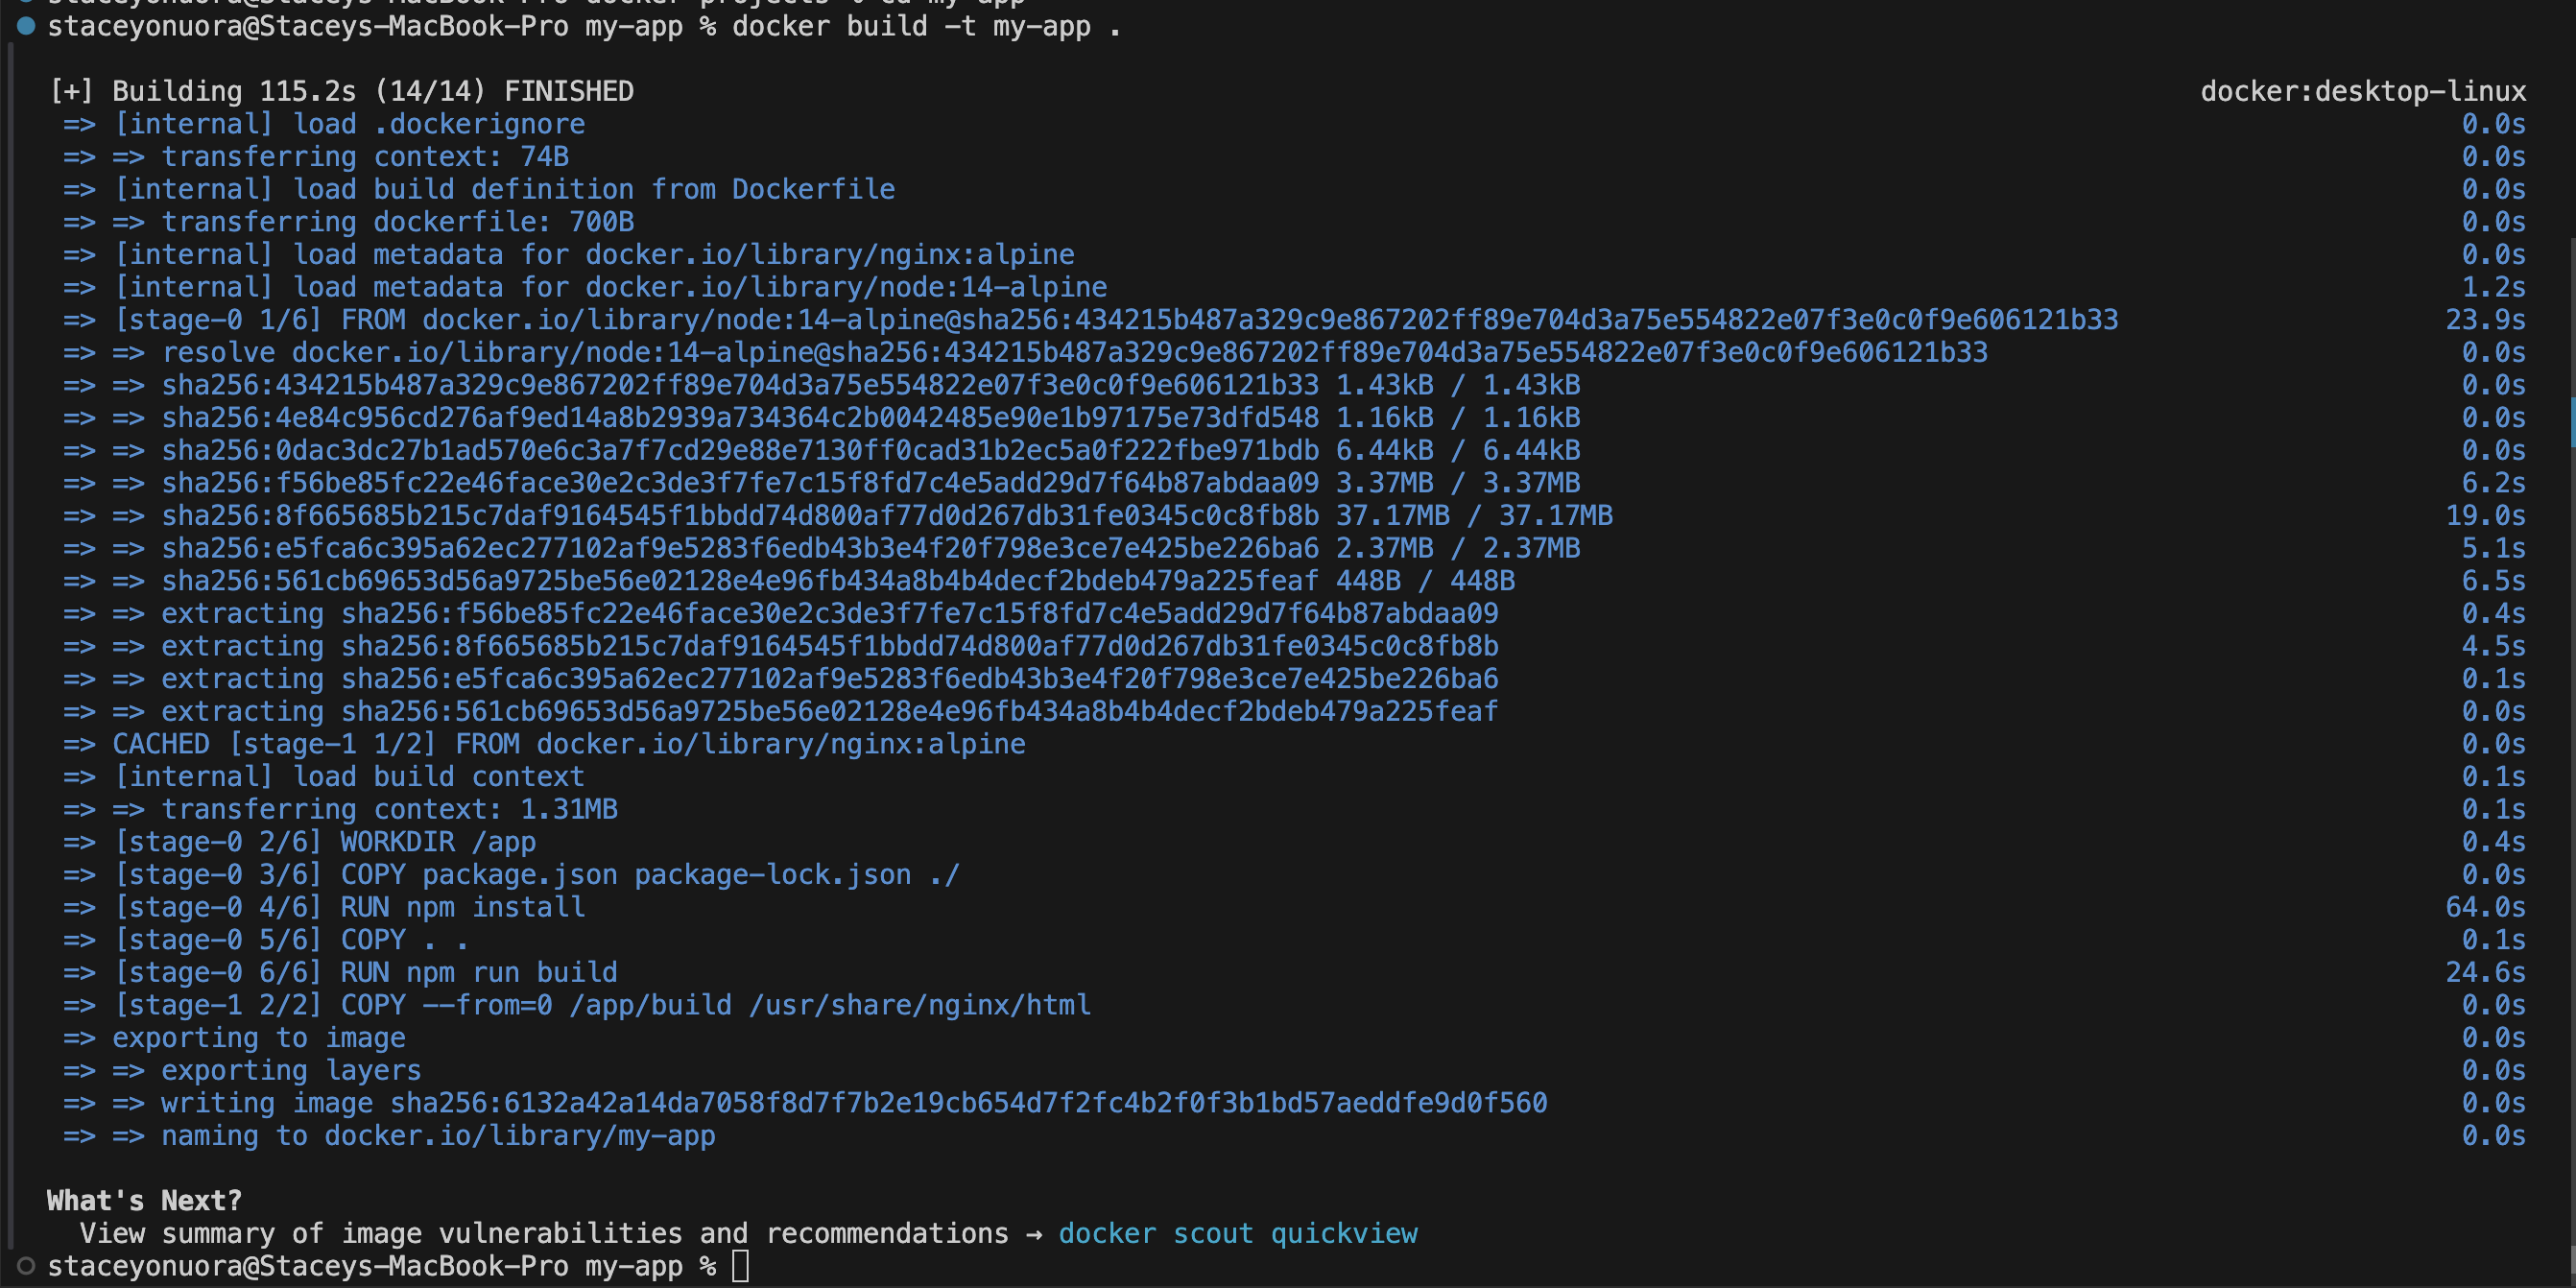 staceyonuora@Staceys-MacBook-Pro docker projects % cd my-app
staceyonuora@Staceys-MacBook-Pro my-app % docker build -t my-app .
[+] Building 115.2s (14/14) FINISHED docker:desktop-linux
=> [internal] load .dockerignore 0.0s
=> => transferring context: 74B 0.0s
=> [internal] load build definition from Dockerfile 0.0s
=> => transferring dockerfile: 700B 0.0s
=> [internal] load metadata for docker.io/library/nginx:alpine 0.0s
=> [internal] load metadata for docker.io/library/node:14-alpine 1.2s
=> [stage-0 1/6] FROM docker.io/library/node:14-alpine@sha256:434215b487a329c9e867202ff89e704d3a75e554822e07f3e0c0f9e606121b33 23.9s
=> => resolve docker.io/library/node:14-alpine@sha256:434215b487a329c9e867202ff89e704d3a75e554822e07f3e0c0f9e606121b33 0.0s
=> => sha256:434215b487a329c9e867202ff89e704d3a75e554822e07f3e0c0f9e606121b33 1.43kB / 1.43kB 0.0s
=> => sha256:4e84c956cd276af9ed14a8b2939a734364c2b0042485e90e1b97175e73dfd548 1.16kB / 1.16kB 0.0s
=> => sha256:0dac3dc27b1ad570e6c3a7f7cd29e88e7130ff0cad31b2ec5a0f222fbe971bdb 6.44kB / 6.44kB 0.0s
=> => sha256:f56be85fc22e46face30e2c3de3f7fe7c15f8fd7c4e5add29d7f64b87abdaa09 3.37MB / 3.37MB 6.2s
=> => sha256:8f665685b215c7daf9164545f1bbdd74d800af77d0d267db31fe0345c0c8fb8b 37.17MB / 37.17MB 19.0s
=> => sha256:e5fca6c395a62ec277102af9e5283f6edb43b3e4f20f798e3ce7e425be226ba6 2.37MB / 2.37MB 5.1s
=> => sha256:561cb69653d56a9725be56e02128e4e96fb434a8b4b4decf2bdeb479a225feaf 448B / 448B 6.5s
=> => extracting sha256:f56be85fc22e46face30e2c3de3f7fe7c15f8fd7c4e5add29d7f64b87abdaa09 0.4s
=> => extracting sha256:8f665685b215c7daf9164545f1bbdd74d800af77d0d267db31fe0345c0c8fb8b 4.5s
=> => extracting sha256:e5fca6c395a62ec277102af9e5283f6edb43b3e4f20f798e3ce7e425be226ba6 0.1s
=> => extracting sha256:561cb69653d56a9725be56e02128e4e96fb434a8b4b4decf2bdeb479a225feaf 0.0s
=> CACHED [stage-1 1/2] FROM docker.io/library/nginx:alpine 0.0s
=> [internal] load build context 0.1s
=> => transferring context: 1.31MB 0.1s
=> [stage-0 2/6] WORKDIR /app 0.4s
=> [stage-0 3/6] COPY package.json package-lock.json ./ 0.0s
=> [stage-0 4/6] RUN npm install 64.0s
=> [stage-0 5/6] COPY . . 0.1s
=> [stage-0 6/6] RUN npm run build 24.6s
=> [stage-1 2/2] COPY --from=0 /app/build /usr/share/nginx/html 0.0s
=> exporting to image 0.0s
=> => exporting layers 0.0s
=> => writing image sha256:6132a42a14da7058f8d7f7b2e19cb654d7f2fc4b2f0f3b1bd57aeddfe9d0f560 0.0s
=> => naming to docker.io/library/my-app 0.0s
What's Next?
View summary of image vulnerabilities and recommendations → docker scout quickview
staceyonuora@Staceys-MacBook-Pro my-app %